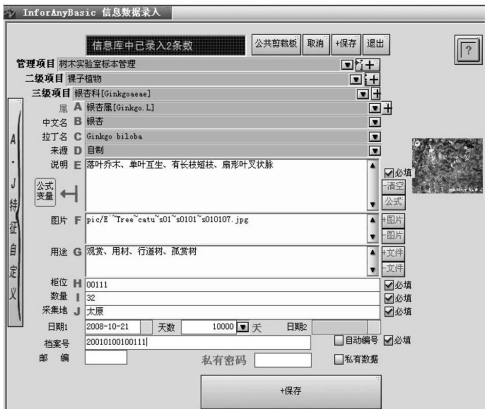 InforAnyBasic 信息数据录入
信息库中已录入2条数 公共剪裁板 取消 +保存 退出 ?
管理项目 树木实验室标本管理
二级项目 裸子植物
三级项目 银杏科[Ginkgoaeae]
属 A 银杏属[Ginkgo.L]
中文名 B 银杏
拉丁名 C Ginkgo biloba
来源 D 自制
说明 E 落叶乔木、单叶互生、有长枝短枝、扇形叶叉状脉
必填
-清空
公式
公式变量
A·J特征自定义
图片 F pic/E~Tree~catu~s01~s0101~s010107.jpg
+图片
-图片
用途 G 观赏、用材、行道树、孤赏树
+文件
-文件
柜位 H 00111 必填
数量 I 32 必填
采集地 J 太原 必填
日期1 2008-10-21 天数 10000 天 日期2
档案号 20010100100111 自动编号 必填
邮编 私有密码 私有数据
+保存